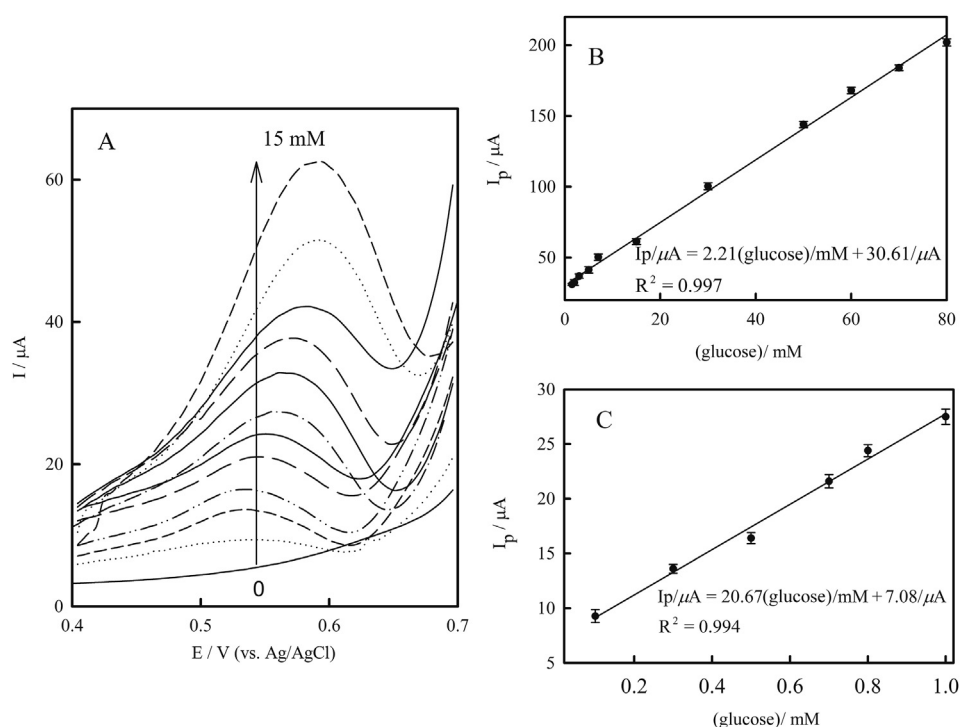 A
15 mM
60
40
20
0
I / µA
0
0.4
0.5
0.6
0.7
E / V (vs. Ag/AgCl)
B
200
150
100
50
I_p / µA
Ip/µA = 2.21(glucose)/mM + 30.61/µA
R² = 0.997
0
20
40
60
80
(glucose)/ mM
C
30
25
20
15
10
5
I_p / µA
Ip/µA = 20.67(glucose)/mM + 7.08/µA
R² = 0.994
0.2
0.4
0.6
0.8
1.0
(glucose)/ mM